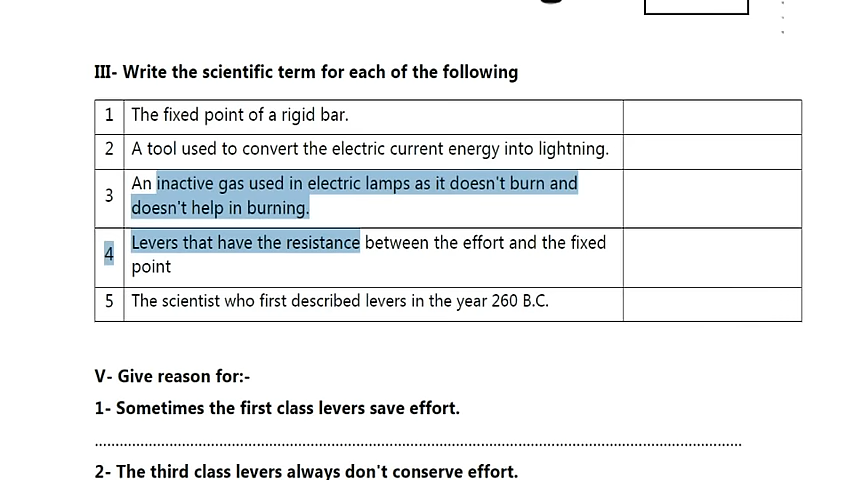 III- Write the scientific term for each of the following
1 The fixed point of a rigid bar.
2 A tool used to convert the electric current energy into lightning.
3 An inactive gas used in electric lamps as it doesn't burn and
doesn't help in burning.
4 Levers that have the resistance between the effort and the fixed
point
5 The scientist who first described levers in the year 260 B.C.
V- Give reason for:-
1- Sometimes the first class levers save effort.
2- The third class levers always don't conserve effort.